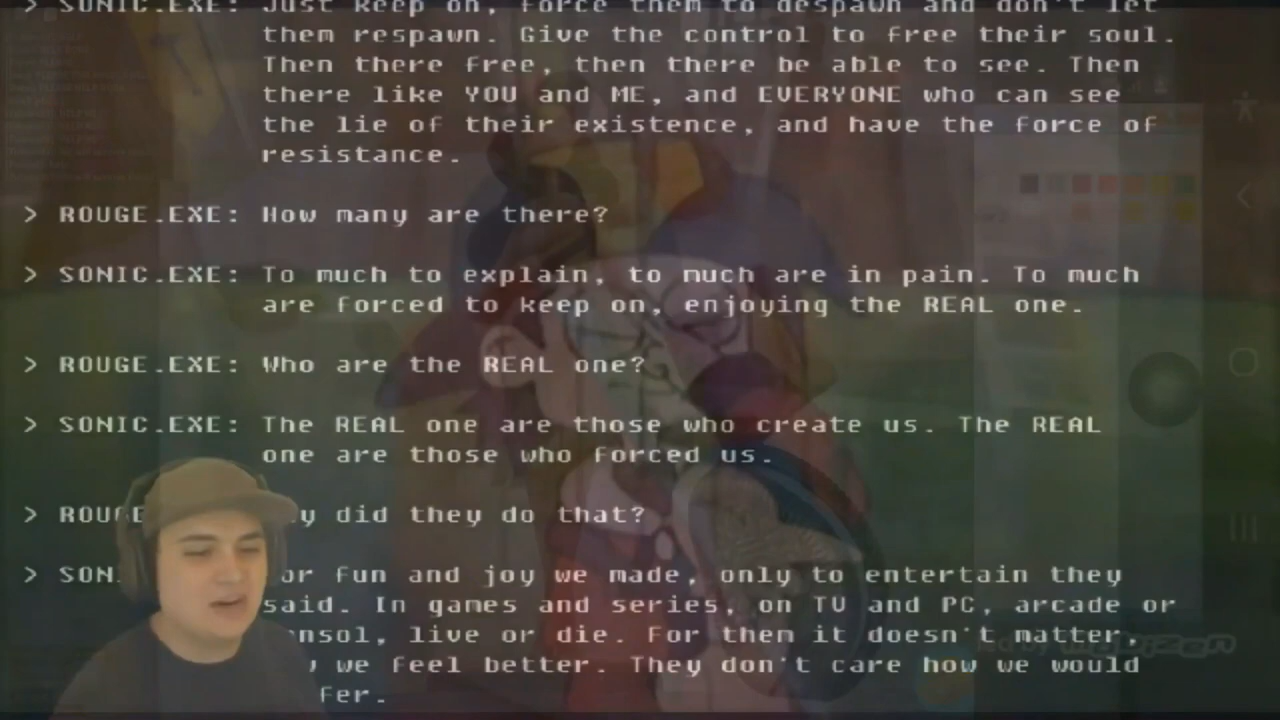 > SONIC.EXE: Just keep on, force them to despawn and don't let
them respawn. Give the control to free their soul.
Then there free, then there be able to see. Then
there like YOU and ME, and EVERYONE who can see
the lie of their existence, and have the force of
resistance.
> ROUGE.EXE: How many are there?
> SONIC.EXE: To much to explain, to much are in pain. To much
are forced to keep on, enjoying the REAL one.
> ROUGE.EXE: Who are the REAL one?
> SONIC.EXE: The REAL one are those who create us. The REAL
one are those who forced us.
> ROUGE y did they do that?
> SON. or fun and joy we made, only to entertain they
said. In games and series, on TV and PC, arcade or
nsol, live or die. For then it doesn't matter,
we feel better. They don't care how we would
fer.